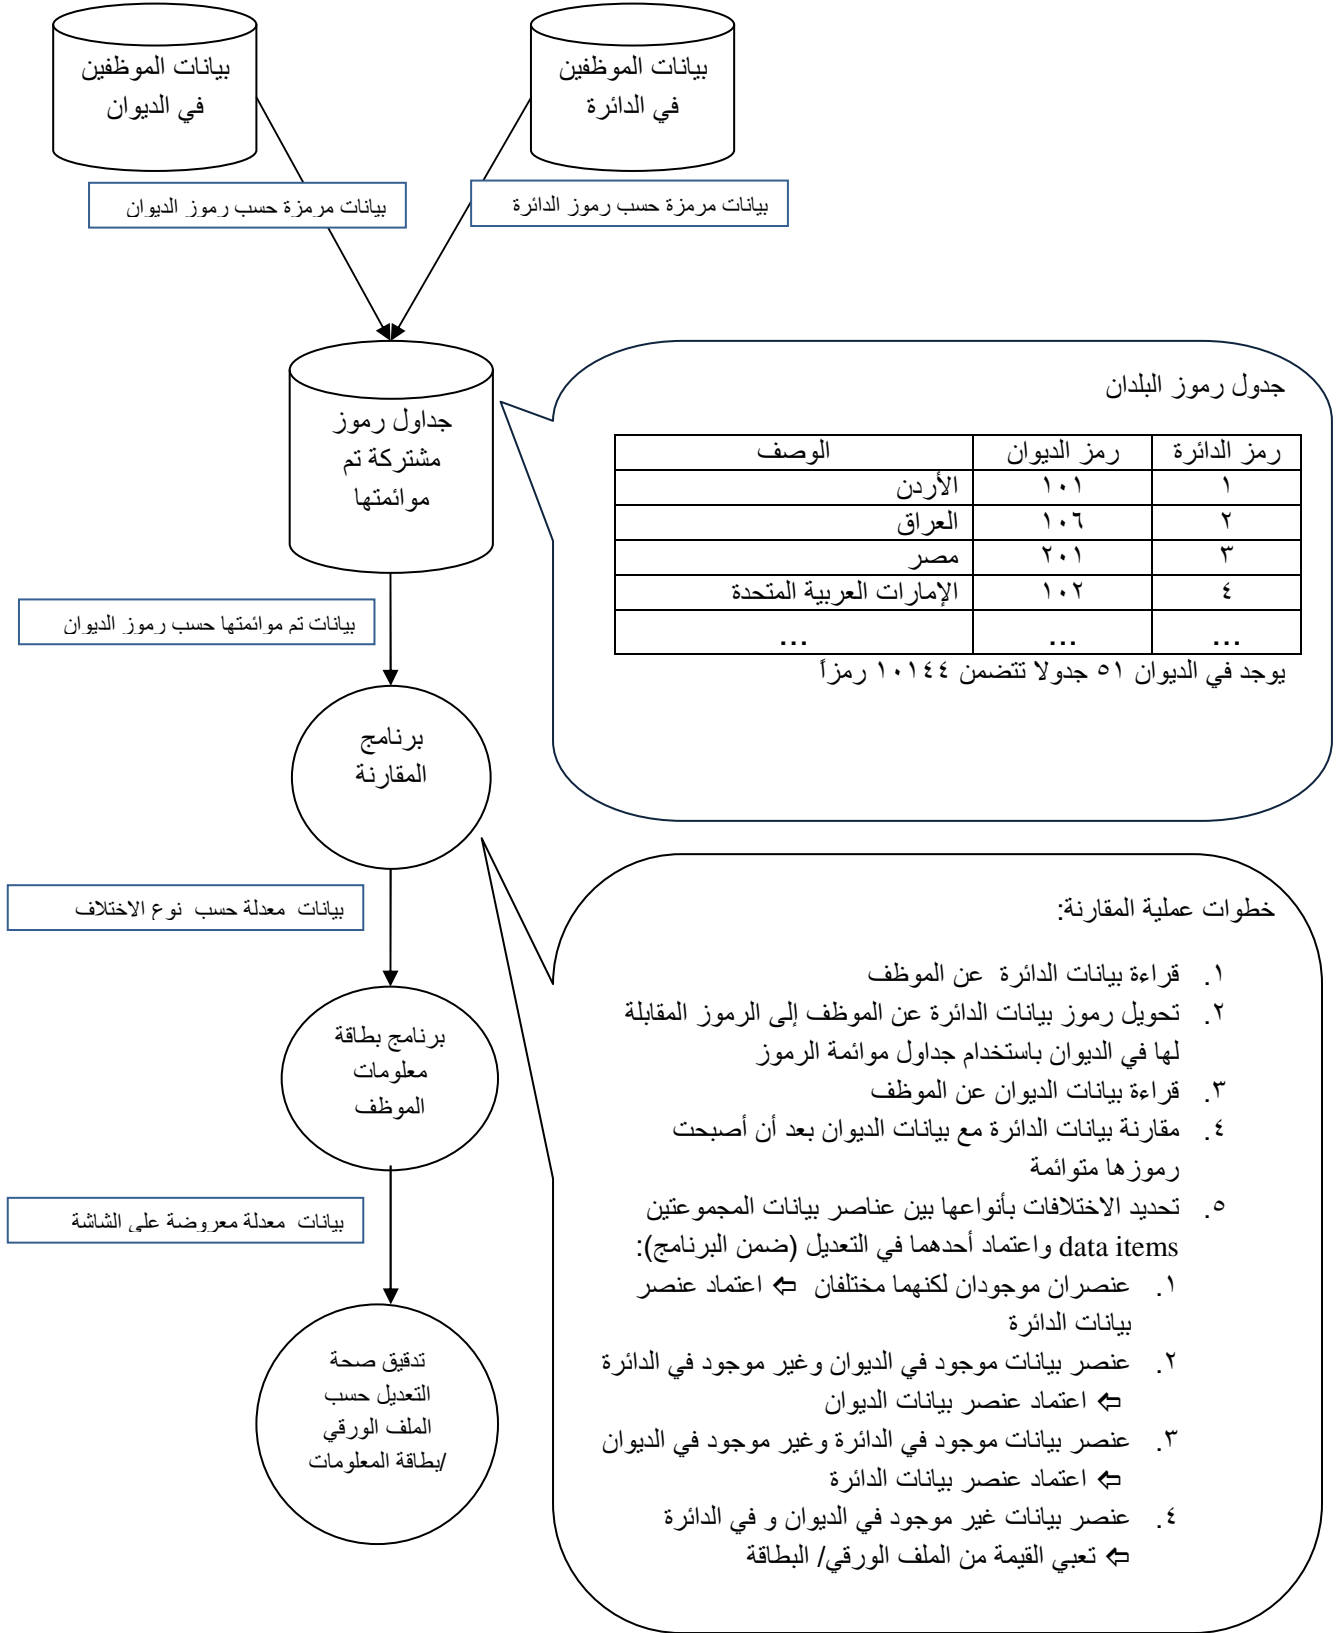 بيانات الموظفين
في الدائرة
بيانات الموظفين
في الديوان
بيانات مرمزة حسب رموز الدائرة
بيانات مرمزة حسب رموز الديوان
جداول رموز
مشتركة تم
موائمتها
جدول رموز البلدان
رمز الدائرة رمز الديوان الوصف
١ ١٠١ الأردن
٢ ١٠٦ العراق
٣ ٢٠١ مصر
٤ ١٠٢ الإمارات العربية المتحدة
... ... ...
يوجد في الديوان ٥١ جدولا تتضمن ١٠١٤٤ رمزاً
بيانات تم موائمتها حسب رموز الديوان
برنامج
المقارنة
خطوات عملية المقارنة:
١. قراءة بيانات الدائرة عن الموظف
٢. تحويل رموز بيانات الدائرة عن الموظف إلى الرموز المقابلة
لها في الديوان باستخدام جداول موائمة الرموز
٣. قراءة بيانات الديوان عن الموظف
٤. مقارنة بيانات الدائرة مع بيانات الديوان بعد أن أصبحت
رموزها متوائمة
٥. تحديد الاختلافات بأنواعها بين عناصر بيانات المجموعتين
data items واعتماد أحدهما في التعديل (ضمن البرنامج):
١. عنصران موجودان لكنهما مختلفان ⇦ اعتماد عنصر
بيانات الدائرة
٢. عنصر بيانات موجود في الديوان وغير موجود في الدائرة
⇦ اعتماد عنصر بيانات الديوان
٣. عنصر بيانات موجود في الدائرة وغير موجود في الديوان
⇦ اعتماد عنصر بيانات الدائرة
٤. عنصر بيانات غير موجود في الديوان و في الدائرة
⇦ تعبي القيمة من الملف الورقي/ البطاقة
بيانات معدلة حسب نوع الاختلاف
برنامج بطاقة
معلومات
الموظف
بيانات معدلة معروضة على الشاشة
تدقيق صحة
التعديل حسب
الملف الورقي
/بطاقة المعلومات